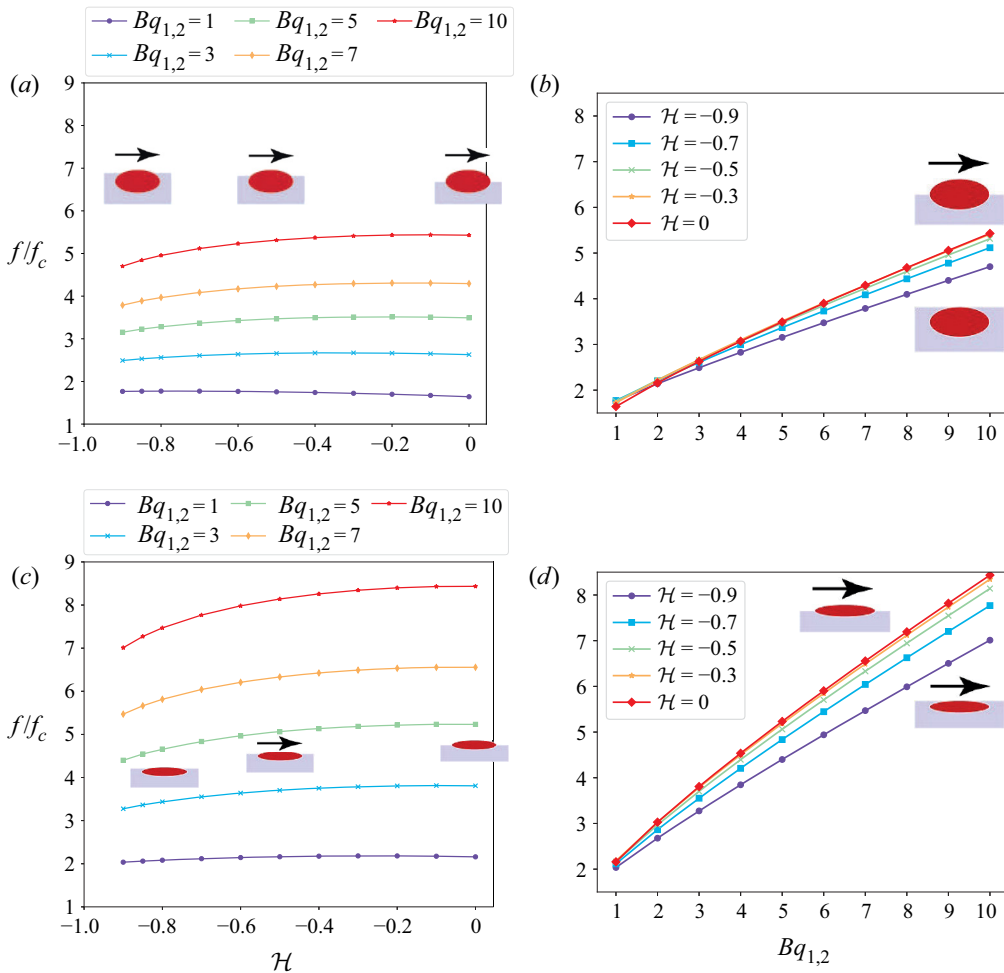 Bq1,2 = 1 Bq1,2 = 5 Bq1,2 = 10
Bq1,2 = 3 Bq1,2 = 7
(a)
9
8
7
6
5
4
3
2
1
f/fc
−1.0 −0.8 −0.6 −0.4 −0.2 0
(b)
8
7
6
5
4
3
2
ℋ = −0.9
ℋ = −0.7
ℋ = −0.5
ℋ = −0.3
ℋ = 0
1 2 3 4 5 6 7 8 9 10
Bq1,2 = 1 Bq1,2 = 5 Bq1,2 = 10
Bq1,2 = 3 Bq1,2 = 7
(c)
9
8
7
6
5
4
3
2
1
f/fc
−1.0 −0.8 −0.6 −0.4 −0.2 0
ℋ
(d)
8
7
6
5
4
3
2
ℋ = −0.9
ℋ = −0.7
ℋ = −0.5
ℋ = −0.3
ℋ = 0
1 2 3 4 5 6 7 8 9 10
Bq1,2